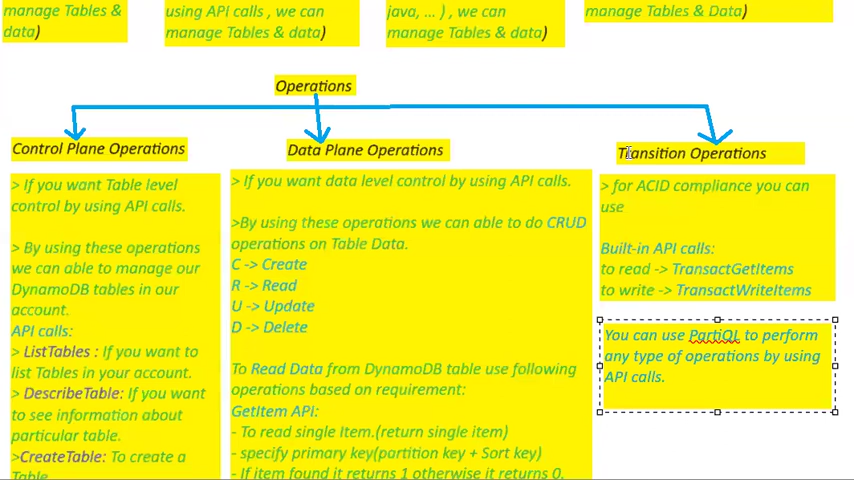 manage Tables &
data)
using API calls , we can
manage Tables & data)
java, ... ) , we can
manage Tables & data)
manage Tables & Data)
Operations
Control Plane Operations
> If you want Table level
control by using API calls.
> By using these operations
we can able to manage our
DynamoDB tables in our
account.
API calls:
> ListTables : If you want to
list Tables in your account.
> DescribeTable: If you want
to see information about
particular table.
>CreateTable: To create a
Table.
Data Plane Operations
> If you want data level control by using API calls.
>By using these operations we can able to do CRUD
operations on Table Data.
C -> Create
R -> Read
U -> Update
D -> Delete
To Read Data from DynamoDB table use following
operations based on requirement:
GetItem API:
- To read single Item.(return single item)
- specify primary key(partition key + Sort key)
- If item found it returns 1 otherwise it returns 0.
Transition Operations
> for ACID compliance you can
use
Built-in API calls:
to read -> TransactGetItems
to write -> TransactWriteItems
You can use PartiQL to perform
any type of operations by using
API calls.